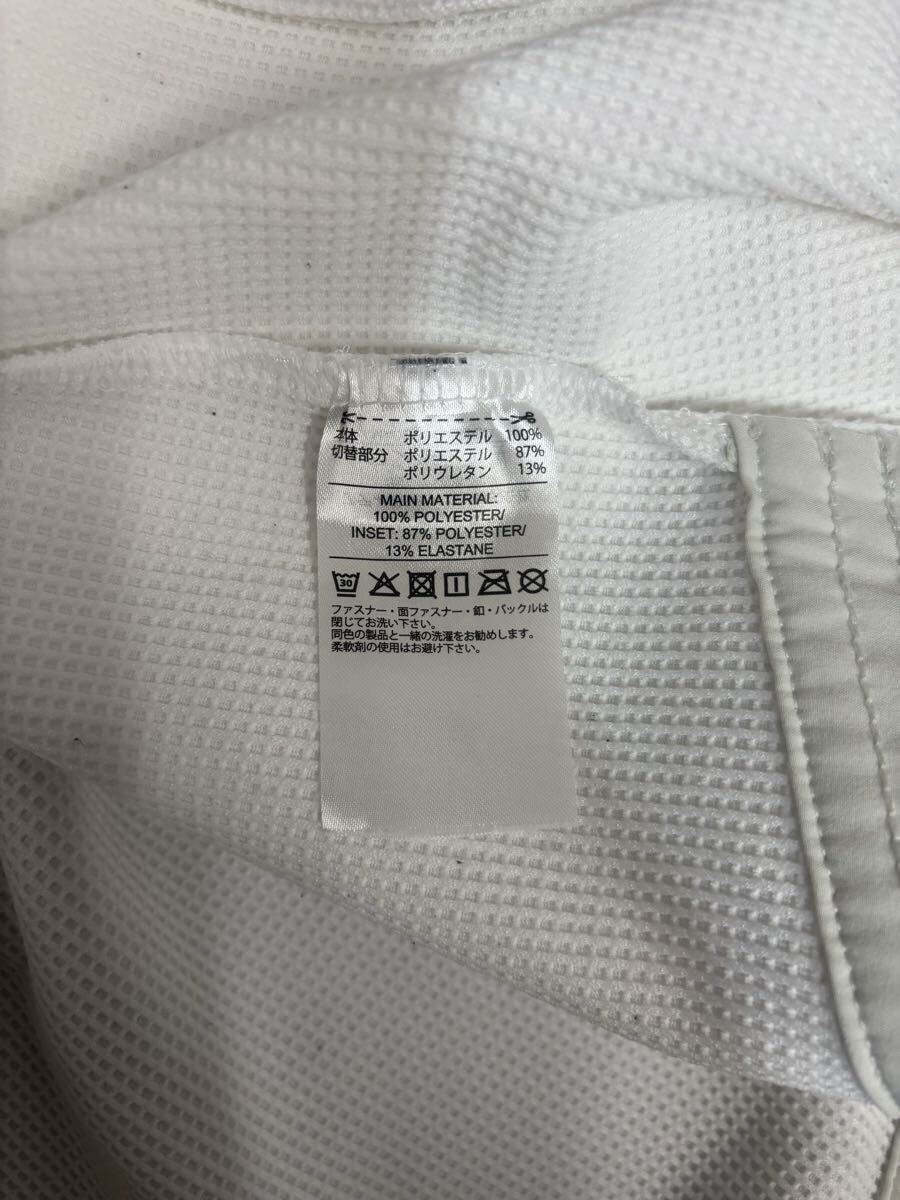 本体 ポリエステル 100%
切替部分 ポリエステル 87%
ポリウレタン 13%
MAIN MATERIAL:
100% POLYESTER/
INSET: 87% POLYESTER/
13% ELASTANE
30
ファスナー・面ファスナー・釦・バックルは
閉じてお洗い下さい。
同色の製品と一緒の洗濯をお勧めします。
柔軟剤の使用はお避け下さい。